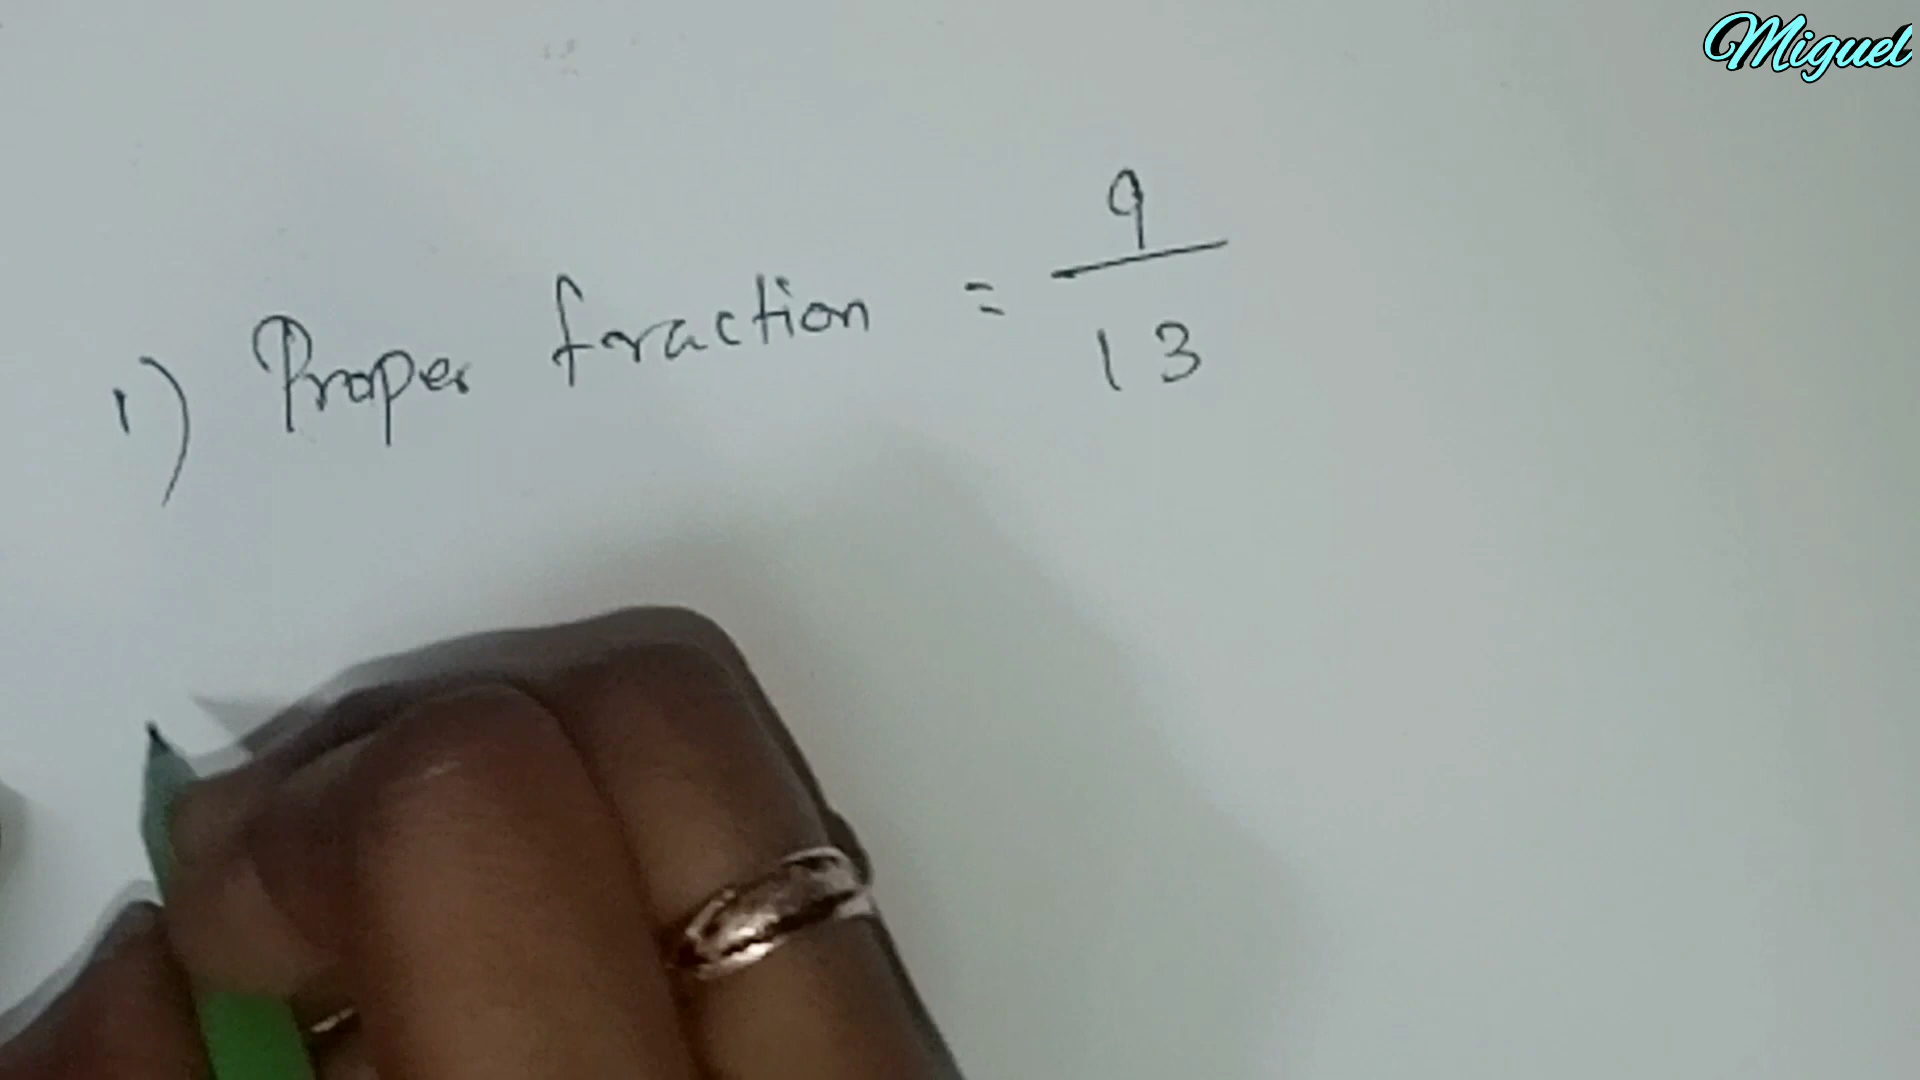 Miguel
1) Proper fraction = 9/13